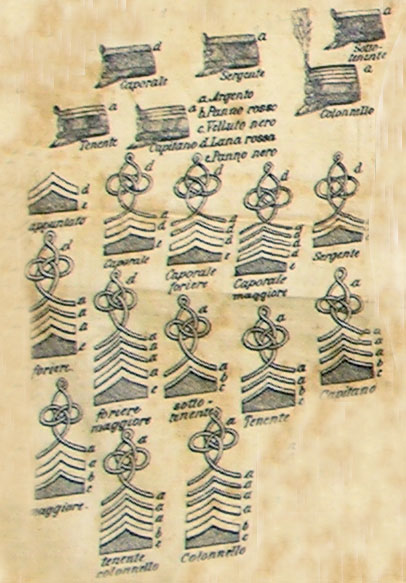 d
Caporale
a
Sergente
Sotto-
tenente
a
Colonnello
a
Tenente
a
Capitano
a. Argento
b. Panno rosso
c. Velluto nero
d. Lana rossa
e. Panno nero
d
e
appuntato
d
a
d
e
Caporale
d
a
d
d
e
Caporale
foriere
d
a
d
d
d
e
Caporale
maggiore
d
a
a
e
Sergente
d
a
a
a
e
foriere.
d
a
a
a
a
e
foriere
maggiore
a
a
b
c
sotto-
tenente
a
a
a
b
c
Tenente
a
a
a
a
b
c
Capitano
a
a
a
b
c
maggiore.
a
a
a
a
b
c
tenente
colonnello
a
a
a
a
a
b
c
Colonnello